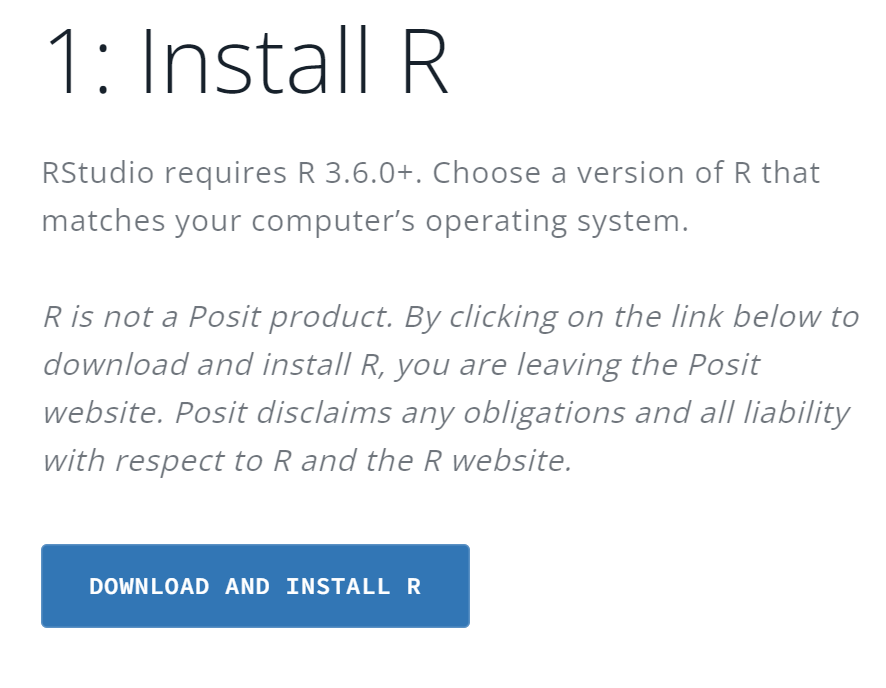 1: Install R
RStudio requires R 3.6.0+. Choose a version of R that
matches your computer’s operating system.
R is not a Posit product. By clicking on the link below to
download and install R, you are leaving the Posit
website. Posit disclaims any obligations and all liability
with respect to R and the R website.
DOWNLOAD AND INSTALL R